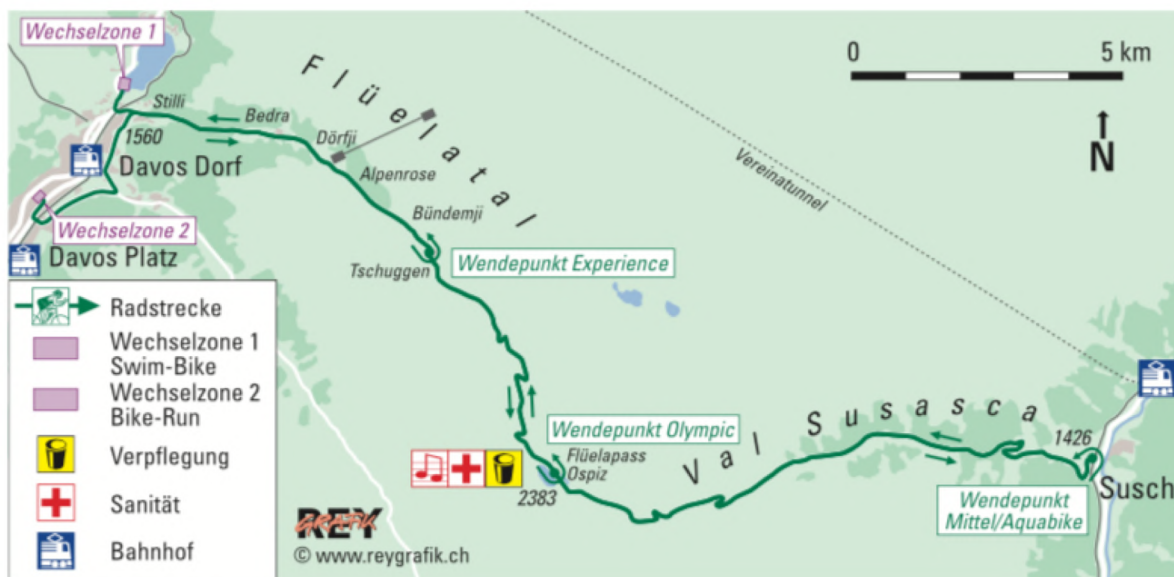 Wechselzone 1
0 5 km
Flüelatal
Stilli
Bedra
1560
Dörfji
N
Davos Dorf
Alpenrose
Vereinatunnel
Bündemji
Wechselzone 2
Davos Platz
Wendepunkt Experience
Tschuggen
Radstrecke
Wechselzone 1
Swim-Bike
Wechselzone 2
Bike-Run
Verpflegung
Sanität
Bahnhof
Val Susasca
Wendepunkt Olympic
1426
Flüelapass
Ospiz
2383
Susch
Wendepunkt
Mittel/Aquabike
REY
GRAFIK
© www.reygrafik.ch